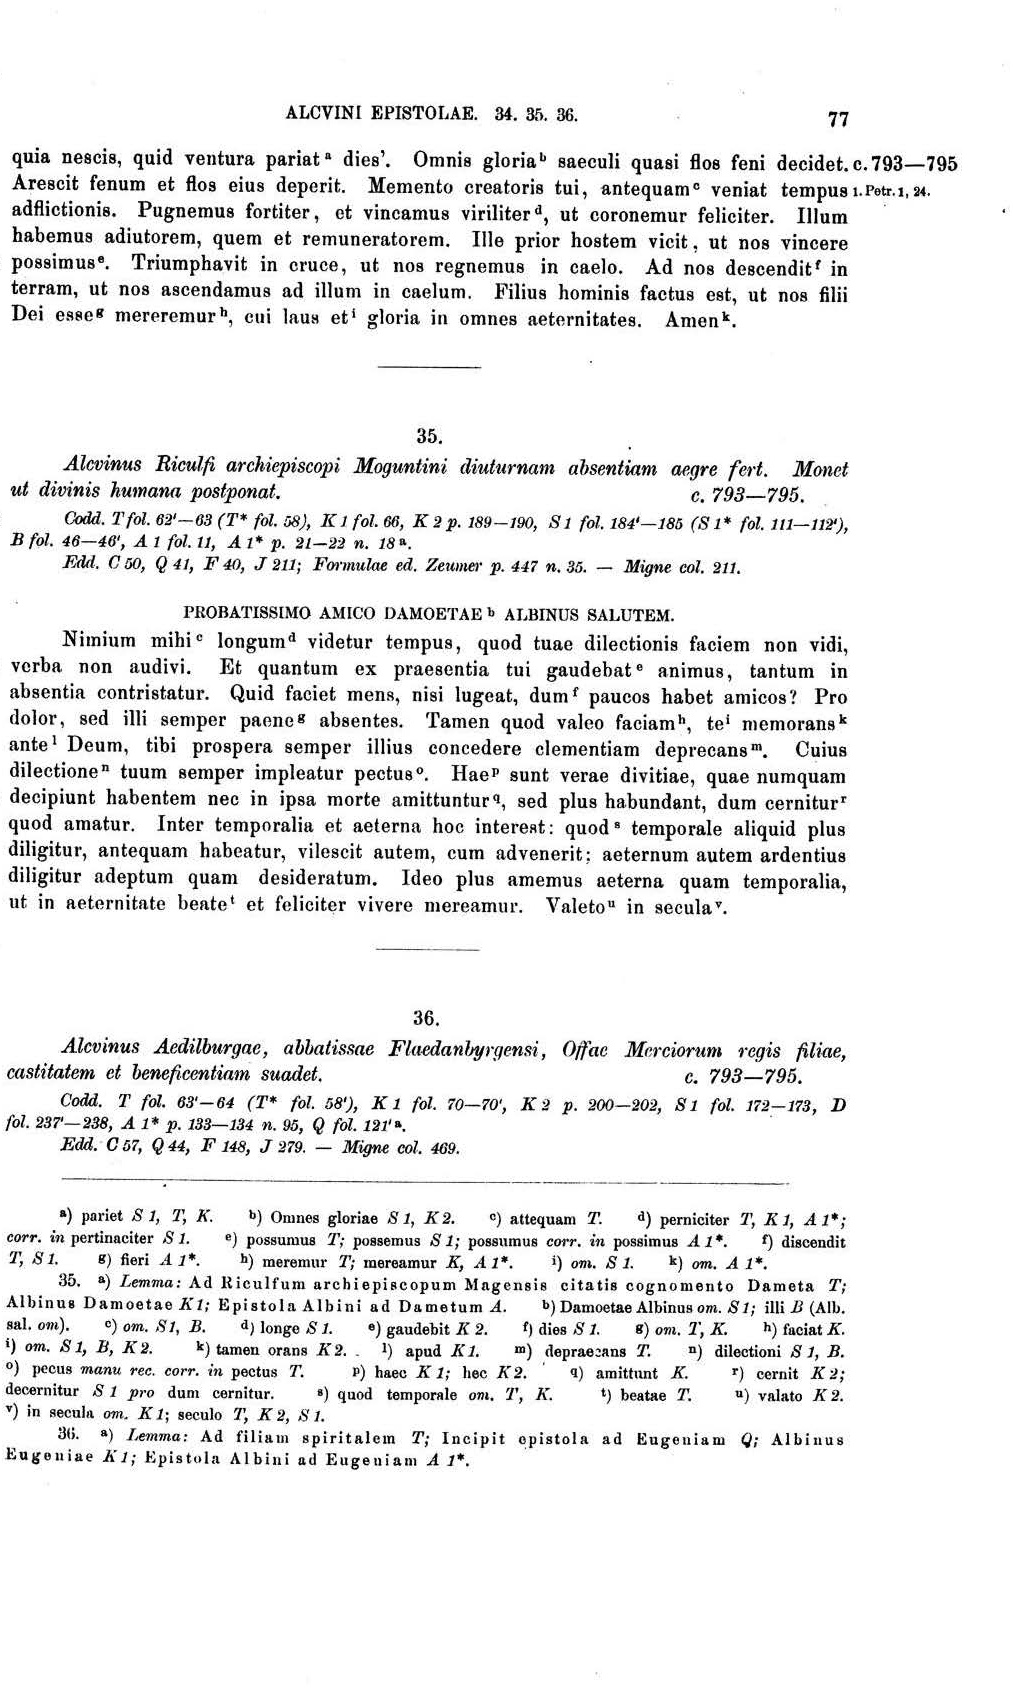 ALCVINI EPISTOLAE. 34. 35. 36. 77
quia nescis, quid ventura pariat ᵃ dies'. Omnis gloria ᵇ saeculi quasi flos feni decidet. c. 793—795
Arescit fenum et flos eius deperit. Memento creatoris tui, antequam ᶜ veniat tempus 1. Petr. 1, 24.
adflictionis. Pugnemus fortiter, et vincamus viriliter ᵈ, ut coronemur feliciter. Illum
habemus adiutorem, quem et remuneratorem. Ille prior hostem vicit, ut nos vincere
possimus ᵉ. Triumphavit in cruce, ut nos regnemus in caelo. Ad nos descendit ᶠ in
terram, ut nos ascendamus ad illum in caelum. Filius hominis factus est, ut nos filii
Dei esse ᵍ mereremur ʰ, cui laus et ⁱ gloria in omnes aeternitates. Amen ᵏ.
35.
Alcvinus Riculfi archiepiscopi Moguntini diuturnam absentiam aegre fert. Monet
ut divinis humana postponat. c. 793—795.
Codd. T fol. 62'—63 (T* fol. 58), K 1 fol. 66, K 2 p. 189—190, S 1 fol. 184'—185 (S 1* fol. 111—112'),
B fol. 46—46', A 1 fol. 11, A 1* p. 21—22 n. 18 ᵃ.
Edd. C 50, Q 41, F 40, J 211; Formulae ed. Zeumer p. 447 n. 35. — Migne col. 211.
PROBATISSIMO AMICO DAMOETAE ᵇ ALBINUS SALUTEM.
Nimium mihi ᶜ longum ᵈ videtur tempus, quod tuae dilectionis faciem non vidi,
verba non audivi. Et quantum ex praesentia tui gaudebat ᵉ animus, tantum in
absentia contristatur. Quid faciet mens, nisi lugeat, dum ᶠ paucos habet amicos? Pro
dolor, sed illi semper paene ᵍ absentes. Tamen quod valeo faciam ʰ, te ⁱ memorans ᵏ
ante ˡ Deum, tibi prospera semper illius concedere clementiam deprecans ᵐ. Cuius
dilectione ⁿ tuum semper impleatur pectus ᵒ. Hae ᵖ sunt verae divitiae, quae numquam
decipiunt habentem nec in ipsa morte amittuntur q, sed plus habundant, dum cernitur ʳ
quod amatur. Inter temporalia et aeterna hoc interest: quod ˢ temporale aliquid plus
diligitur, antequam habeatur, vilescit autem, cum advenerit; aeternum autem ardentius
diligitur adeptum quam desideratum. Ideo plus amemus aeterna quam temporalia,
ut in aeternitate beate ᵗ et feliciter vivere mereamur. Valeto ᵘ in secula ᵛ.
36.
Alcvinus Aedilburgae, abbatissae Flaedanbyrgensi, Offae Merciorum regis filiae,
castitatem et beneficentiam suadet. c. 793—795.
Codd. T fol. 63'—64 (T* fol. 58'), K 1 fol. 70—70', K 2 p. 200—202, S 1 fol. 172—173, D
fol. 237'—238, A 1* p. 133—134 n. 95, Q fol. 121' ᵃ.
Edd. C 57, Q 44, F 148, J 279. — Migne col. 469.
ᵃ) pariet S 1, T, K. ᵇ) Omnes gloriae S 1, K 2. ᶜ) attequam T. ᵈ) perniciter T, K 1, A 1*;
corr. in pertinaciter S 1. ᵉ) possumus T; possemus S 1; possumus corr. in possimus A 1*. ᶠ) discendit
T, S 1. ᵍ) fieri A 1*. ʰ) meremur T; mereamur K, A 1*. ⁱ) om. S 1. ᵏ) om. A 1*.
35. ᵃ) Lemma: Ad Riculfum archiepiscopum Magensis citatis cognomento Dameta T;
Albinus Damoetae K 1; Epistola Albini ad Dametum A. ᵇ) Damoetae Albinus om. S 1; illi B (Alb.
sal. om). ᶜ) om. S 1, B. ᵈ) longe S 1. ᵉ) gaudebit K 2. ᶠ) dies S 1. ᵍ) om. T, K. ʰ) faciat K.
ⁱ) om. S 1, B, K 2. ᵏ) tamen orans K 2. ˡ) apud K 1. ᵐ) depraecans T. ⁿ) dilectioni S 1, B.
ᵒ) pecus manu rec. corr. in pectus T. ᵖ) haec K 1; hec K 2. q) amittunt K. ʳ) cernit K 2;
decernitur S 1 pro dum cernitur. ˢ) quod temporale om. T, K. ᵗ) beatae T. ᵘ) valato K 2.
ᵛ) in secula om. K 1; seculo T, K 2, S 1.
36. ᵃ) Lemma: Ad filiam spiritalem T; Incipit epistola ad Eugeniam Q; Albinus
Eugeniae K 1; Epistola Albini ad Eugeniam A 1*.